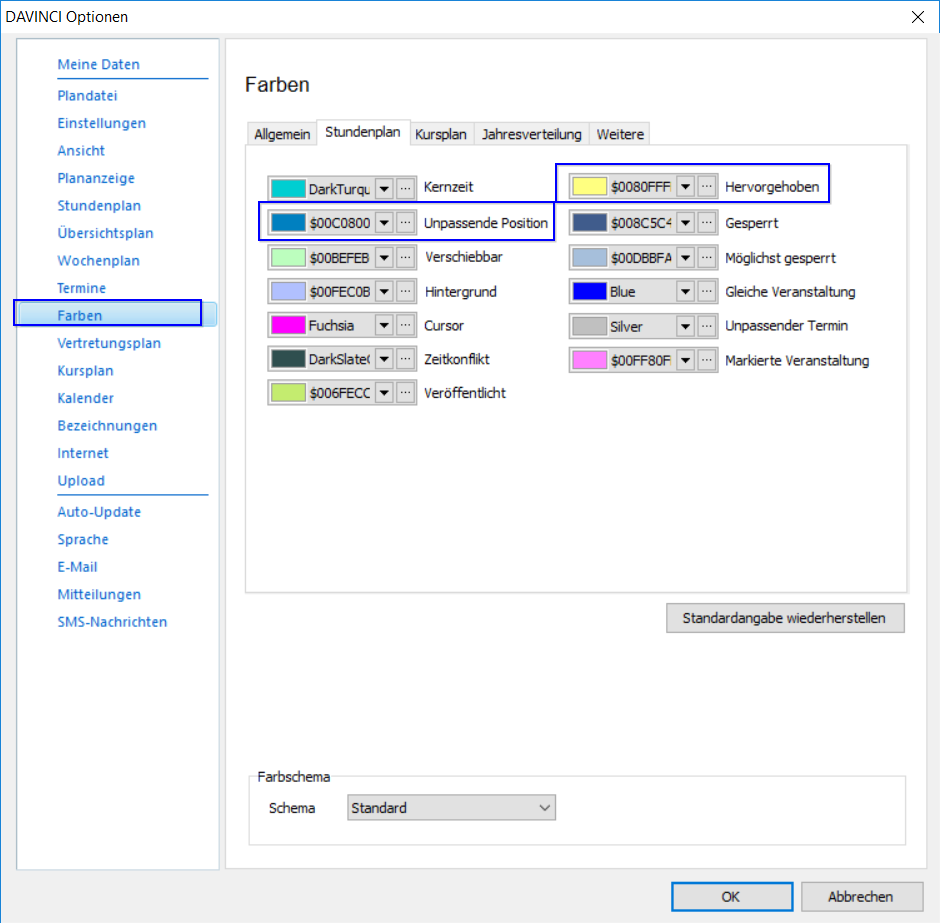 DAVINCI Optionen
Meine Daten
Plandatei
Einstellungen
Ansicht
Plananzeige
Stundenplan
Übersichtsplan
Wochenplan
Termine
Farben
Vertretungsplan
Kursplan
Kalender
Bezeichnungen
Internet
Upload
Auto-Update
Sprache
E-Mail
Mitteilungen
SMS-Nachrichten
Farben
Allgemein Stundenplan Kursplan Jahresverteilung Weitere
DarkTurqu ... Kernzeit
$00C0800 ... Unpassende Position
$00BEFEB ... Verschiebbar
$00FEC0B ... Hintergrund
Fuchsia ... Cursor
DarkSlateG ... Zeitkonflikt
$006FECC ... Veröffentlicht
$0080FFF ... Hervorgehoben
$008C5C4 ... Gesperrt
$00DBBFA ... Möglichst gesperrt
Blue ... Gleiche Veranstaltung
Silver ... Unpassender Termin
$00FF80F ... Markierte Veranstaltung
Standardangabe wiederherstellen
Farbschema
Schema Standard
OK Abbrechen